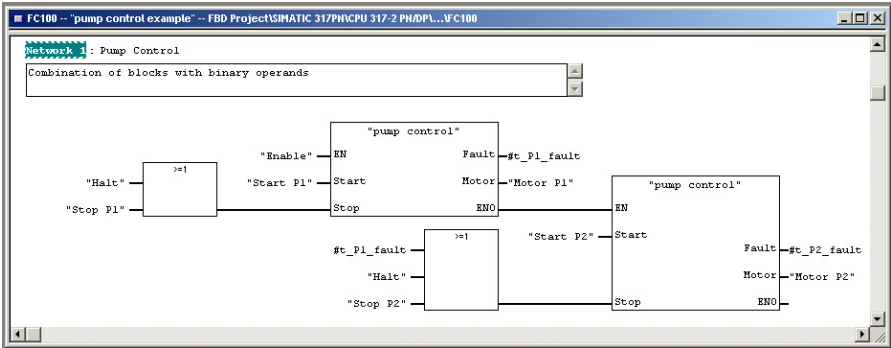 FC100 -- "pump control example" -- FBD Project\SIMATIC 317PN\CPU 317-2 PN/DP\...\FC100
Network 1: Pump Control
Combination of blocks with binary operands
"pump control"
"Enable" EN Fault #t_P1_fault
>=1
"Halt" "Start P1" Start Motor "Motor P1"
"Stop P1" Stop ENO
"pump control"
EN
>=1
#t_P1_fault "Start P2" Start
Fault #t_P2_fault
"Halt" Motor "Motor P2"
"Stop P2" Stop ENO